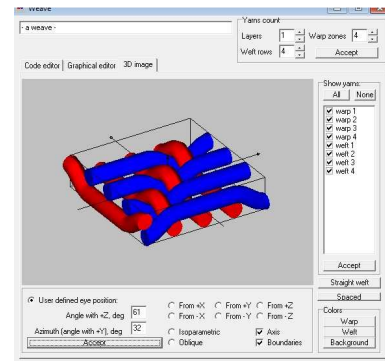 Weave
- a weave -
Yarns count
Layers 1 Warp zones 4
Weft rows 4 Accept
Code editor Graphical editor 3D image
Show yarns:
All None
warp 1
warp 2
warp 3
warp 4
weft 1
weft 2
weft 3
weft 4
Accept
Straight weft
Spaced
Colors
Warp
Weft
Background
User defined eye position:
Angle with +Z, deg 61
Azimuth (angle with +Y), deg 32
Accept
From +X From +Y From +Z
From - X From - Y From - Z
Isoparametric Axis
Oblique Boundaries